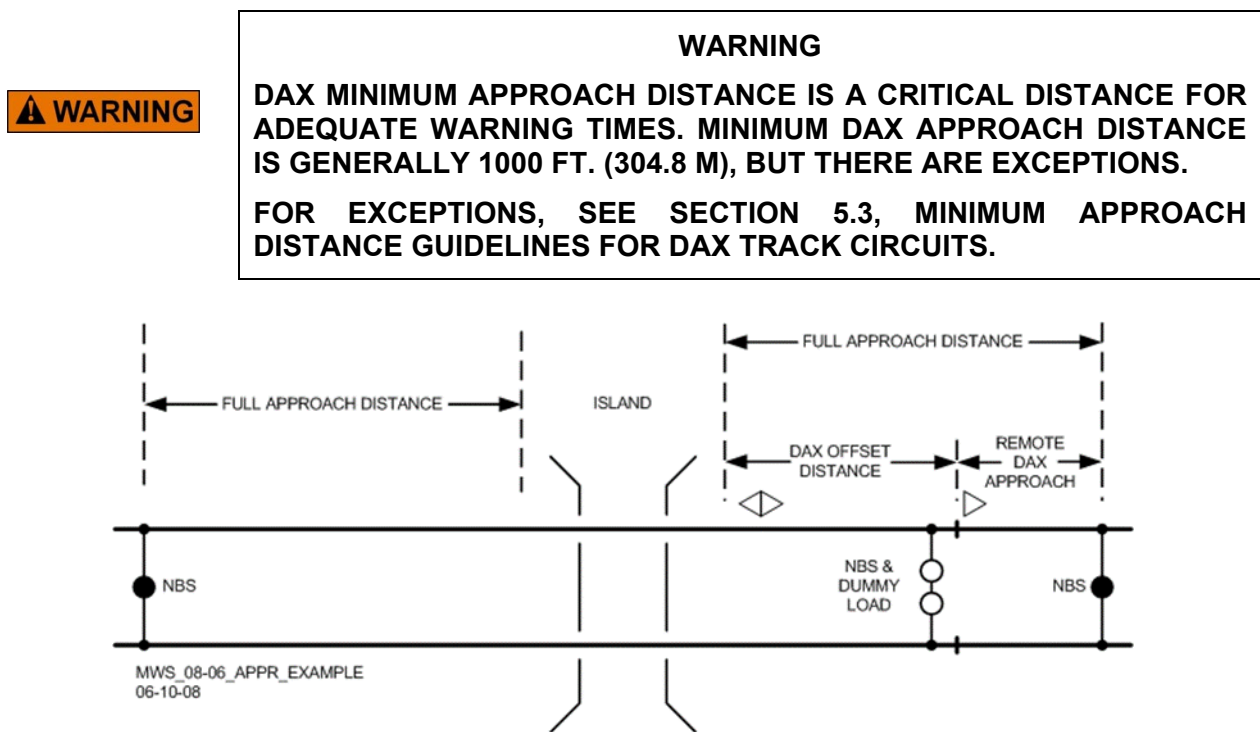 WARNING
⚠ WARNING
DAX MINIMUM APPROACH DISTANCE IS A CRITICAL DISTANCE FOR
ADEQUATE WARNING TIMES. MINIMUM DAX APPROACH DISTANCE
IS GENERALLY 1000 FT. (304.8 M), BUT THERE ARE EXCEPTIONS.
FOR EXCEPTIONS, SEE SECTION 5.3, MINIMUM APPROACH
DISTANCE GUIDELINES FOR DAX TRACK CIRCUITS.
FULL APPROACH DISTANCE
FULL APPROACH DISTANCE
ISLAND
DAX OFFSET
DISTANCE
REMOTE
DAX
APPROACH
NBS
NBS &
DUMMY
LOAD
NBS
MWS_08-06_APPR_EXAMPLE
06-10-08